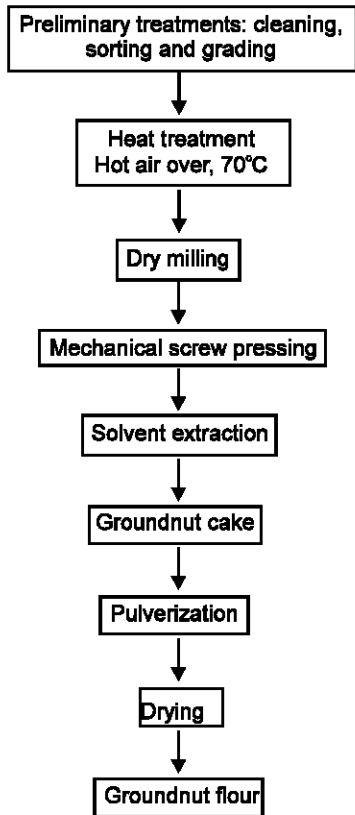 Preliminary treatments: cleaning,
sorting and grading
Heat treatment
Hot air over, 70°C
Dry milling
Mechanical screw pressing
Solvent extraction
Groundnut cake
Pulverization
Drying
Groundnut flour